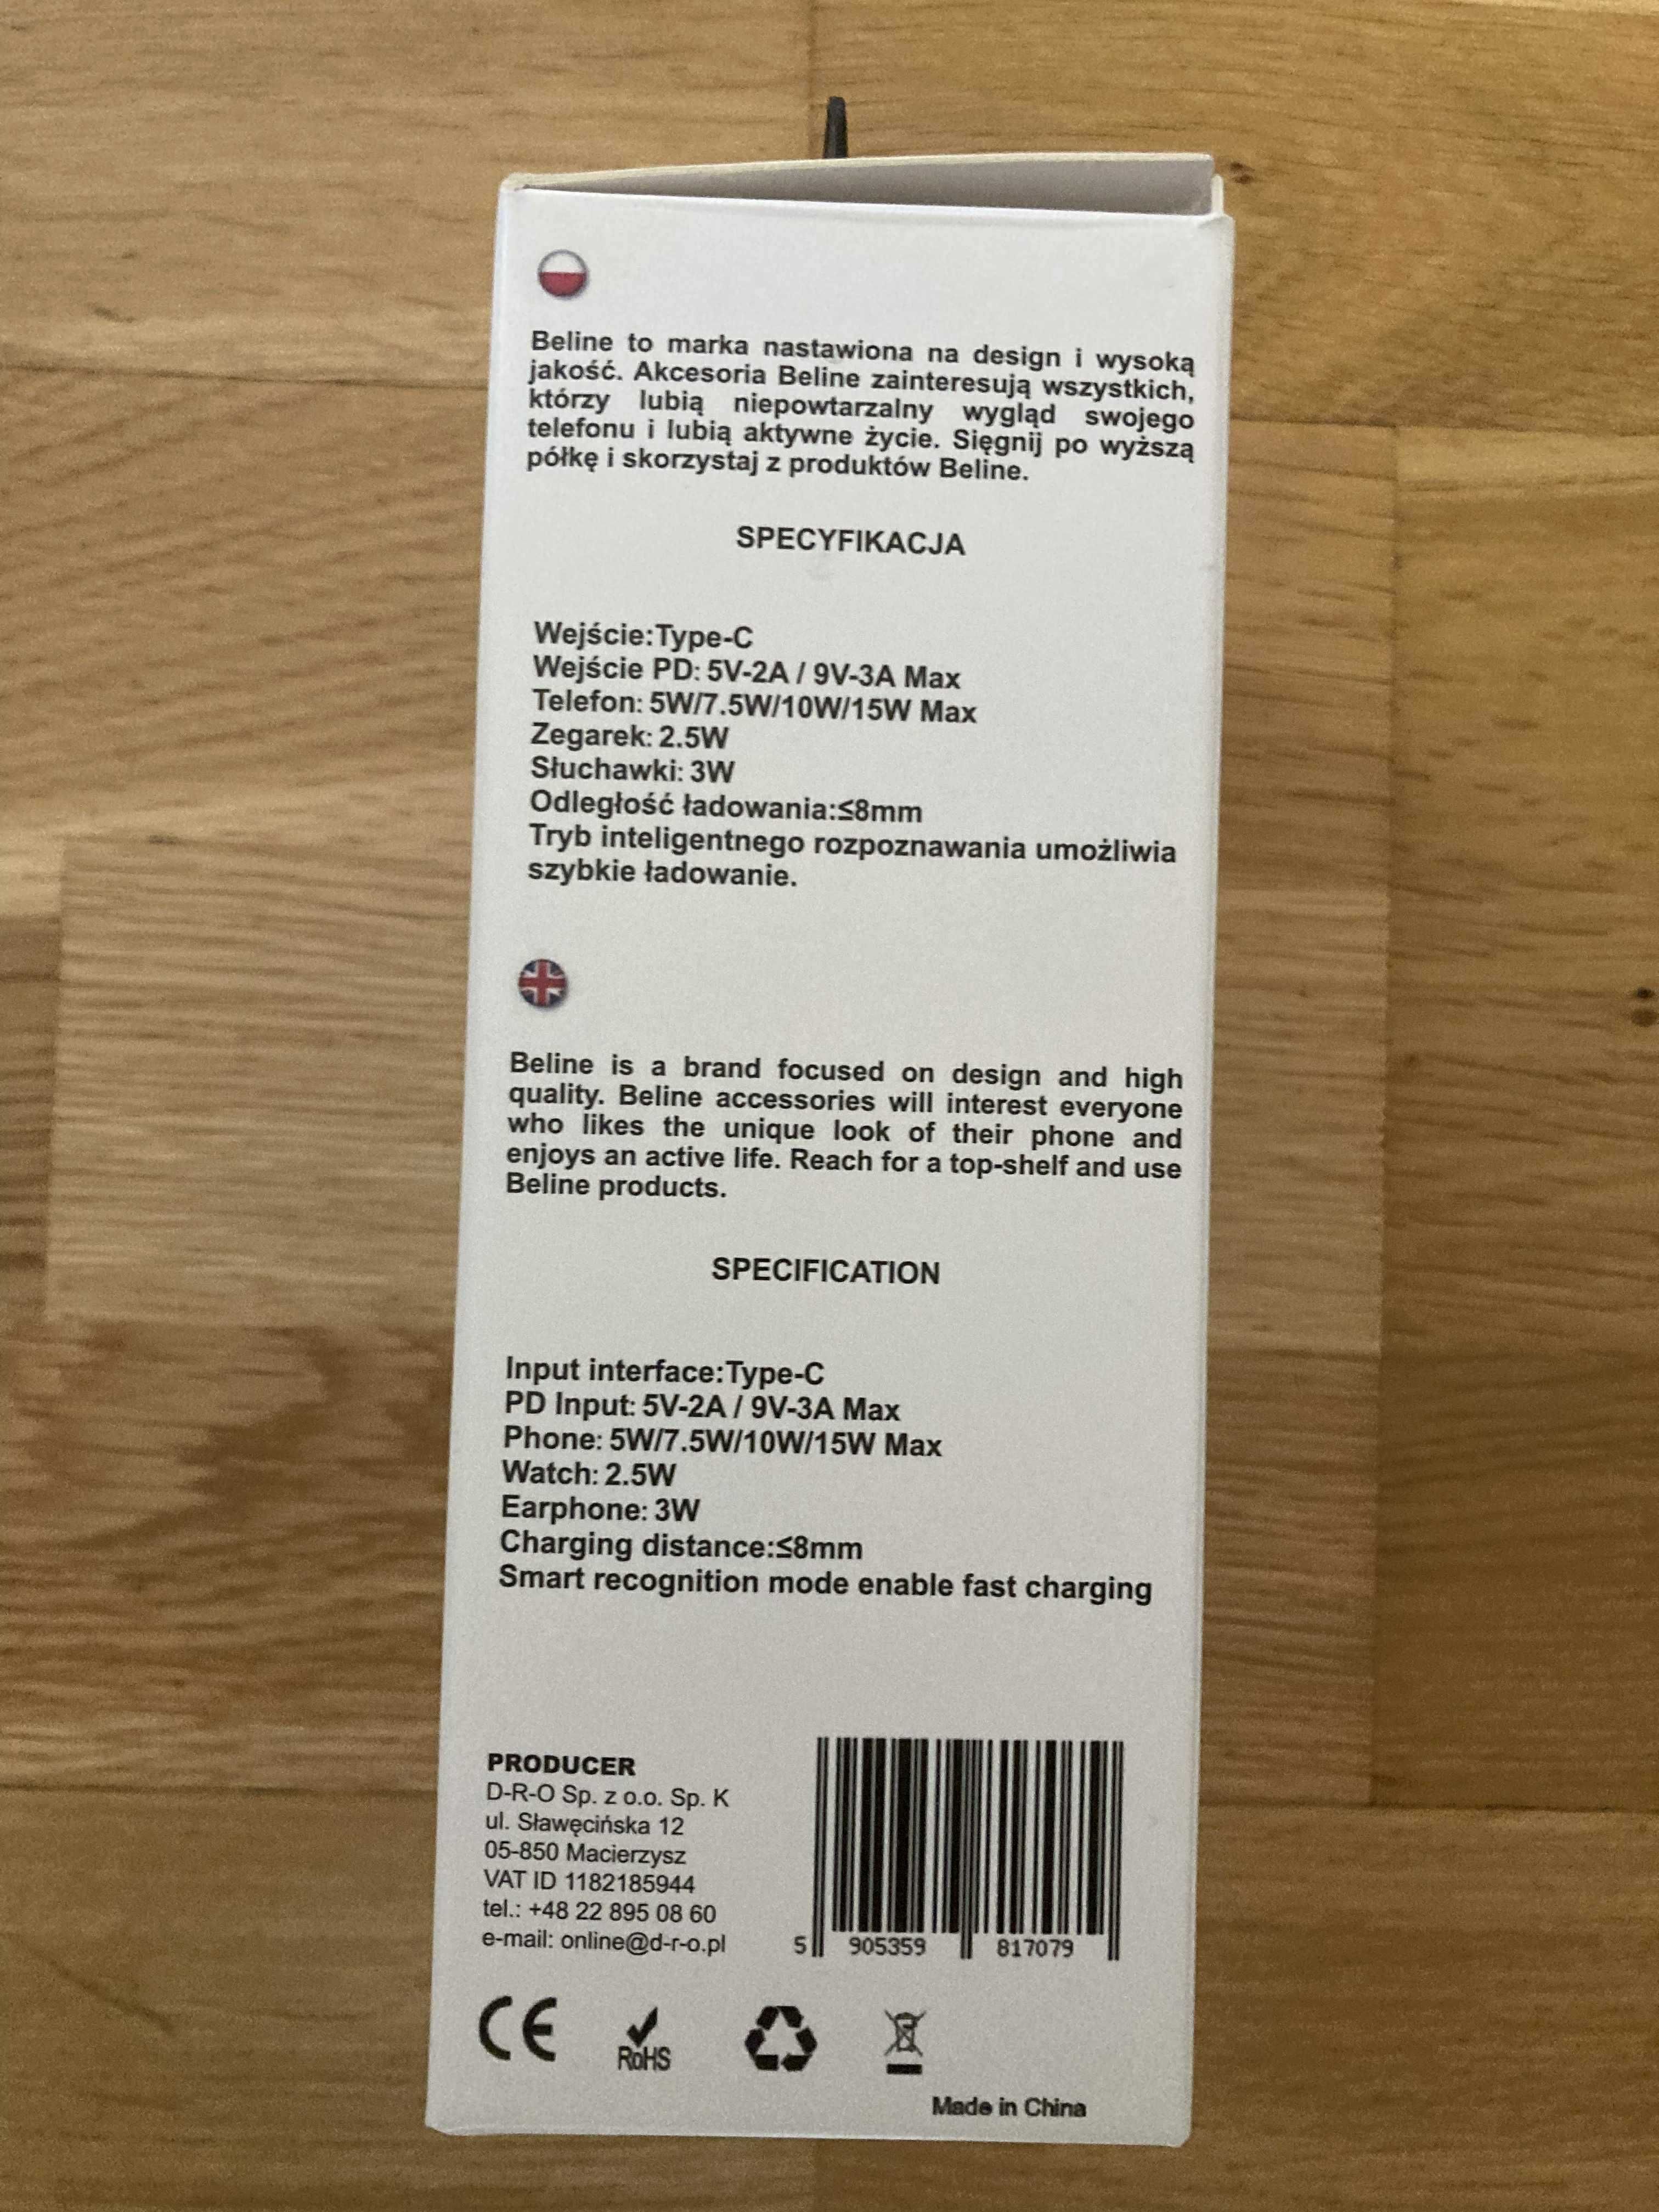 Beline to marka nastawiona na design i wysoką
jakość. Akcesoria Beline zainteresują wszystkich,
którzy lubią niepowtarzalny wygląd swojego
telefonu i lubią aktywne życie. Sięgnij po wyższą
półkę i skorzystaj z produktów Beline.
SPECYFIKACJA
Wejście:Type-C
Wejście PD: 5V-2A / 9V-3A Max
Telefon: 5W/7.5W/10W/15W Max
Zegarek: 2.5W
Słuchawki: 3W
Odległość ładowania:≤8mm
Tryb inteligentnego rozpoznawania umożliwia
szybkie ładowanie.
Beline is a brand focused on design and high
quality. Beline accessories will interest everyone
who likes the unique look of their phone and
enjoys an active life. Reach for a top-shelf and use
Beline products.
SPECIFICATION
Input interface:Type-C
PD Input: 5V-2A / 9V-3A Max
Phone: 5W/7.5W/10W/15W Max
Watch: 2.5W
Earphone: 3W
Charging distance:≤8mm
Smart recognition mode enable fast charging
PRODUCER
D-R-O Sp. z o.o. Sp. K
ul. Sławęcińska 12
05-850 Macierzysz
VAT ID 1182185944
tel.: +48 22 895 08 60
e-mail: online@d-r-o.pl
5 905359 817079
CE
RoHS
Made in China